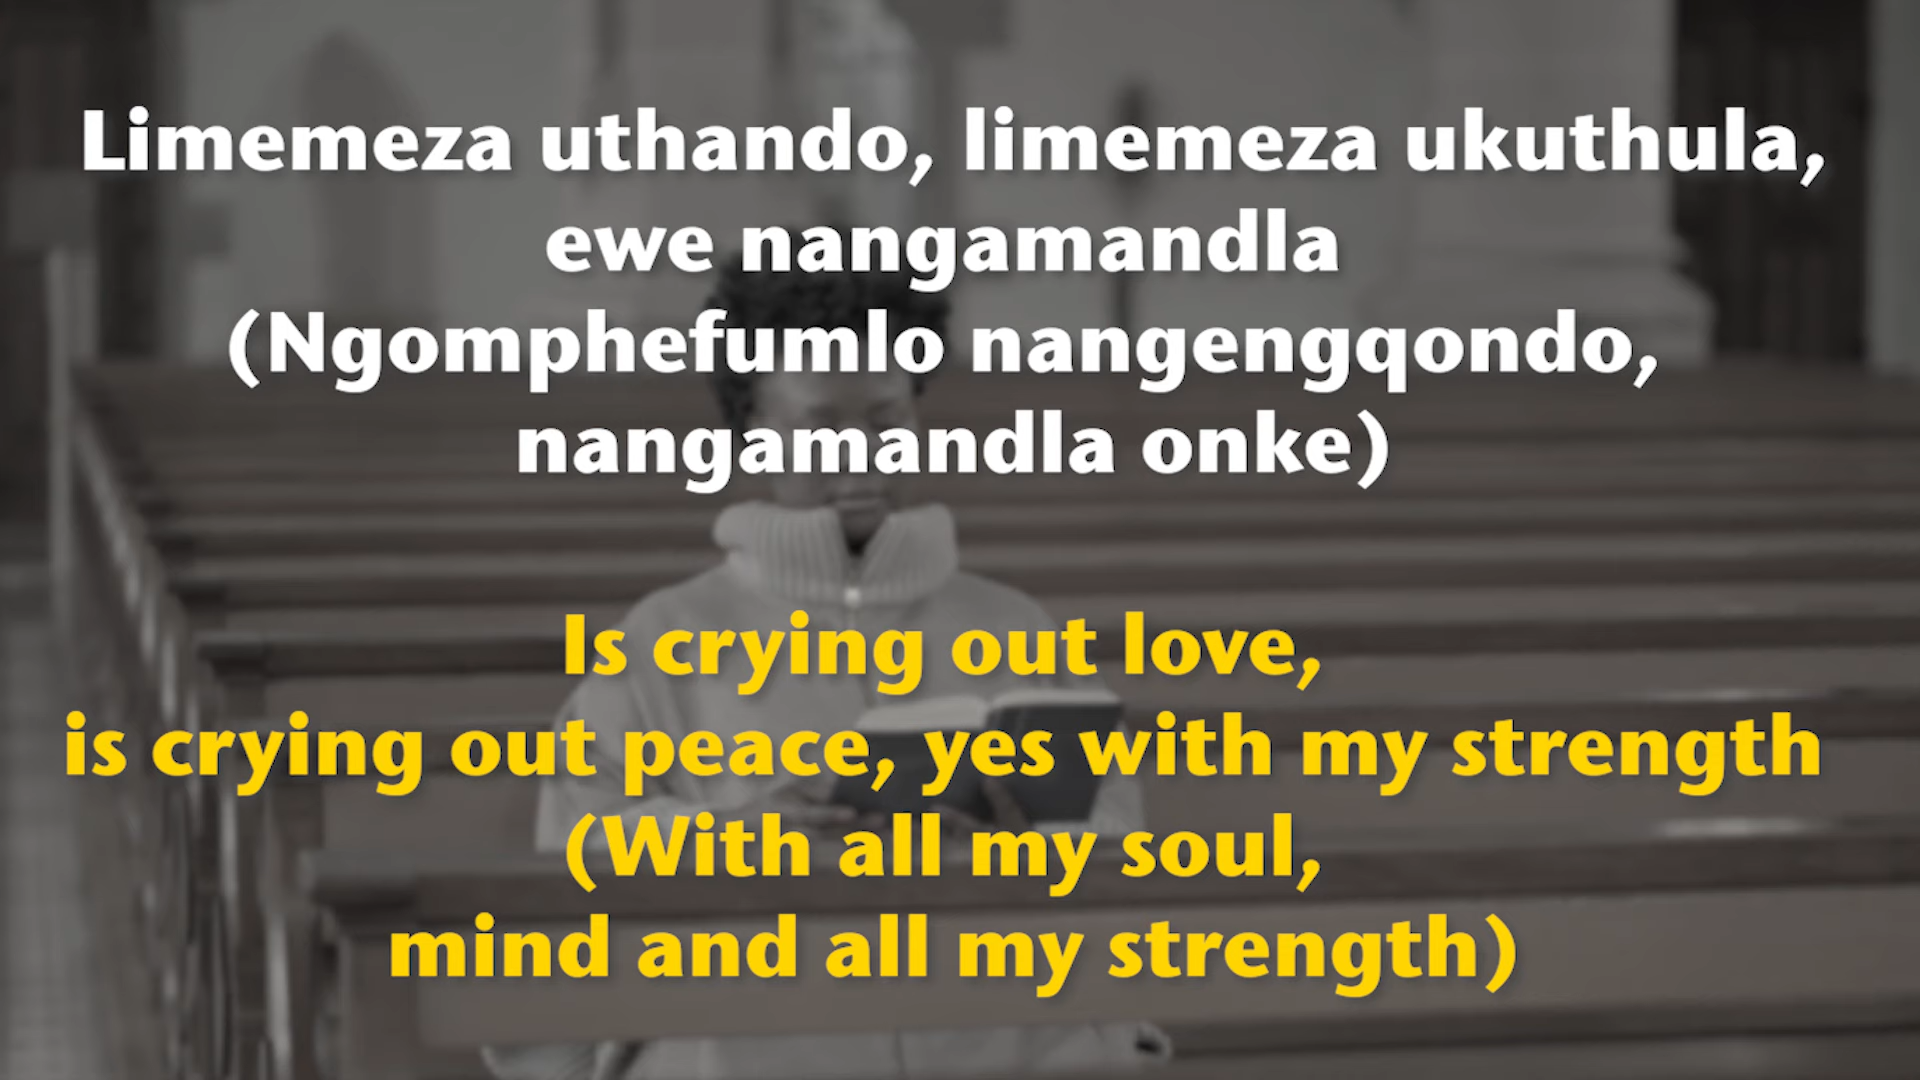 Limemeza uthando, limemeza ukuthula,
ewe nangamandla
(Ngomphefumlo nangengqondo,
nangamandla onke)
Is crying out love,
is crying out peace, yes with my strength
(With all my soul,
mind and all my strength)